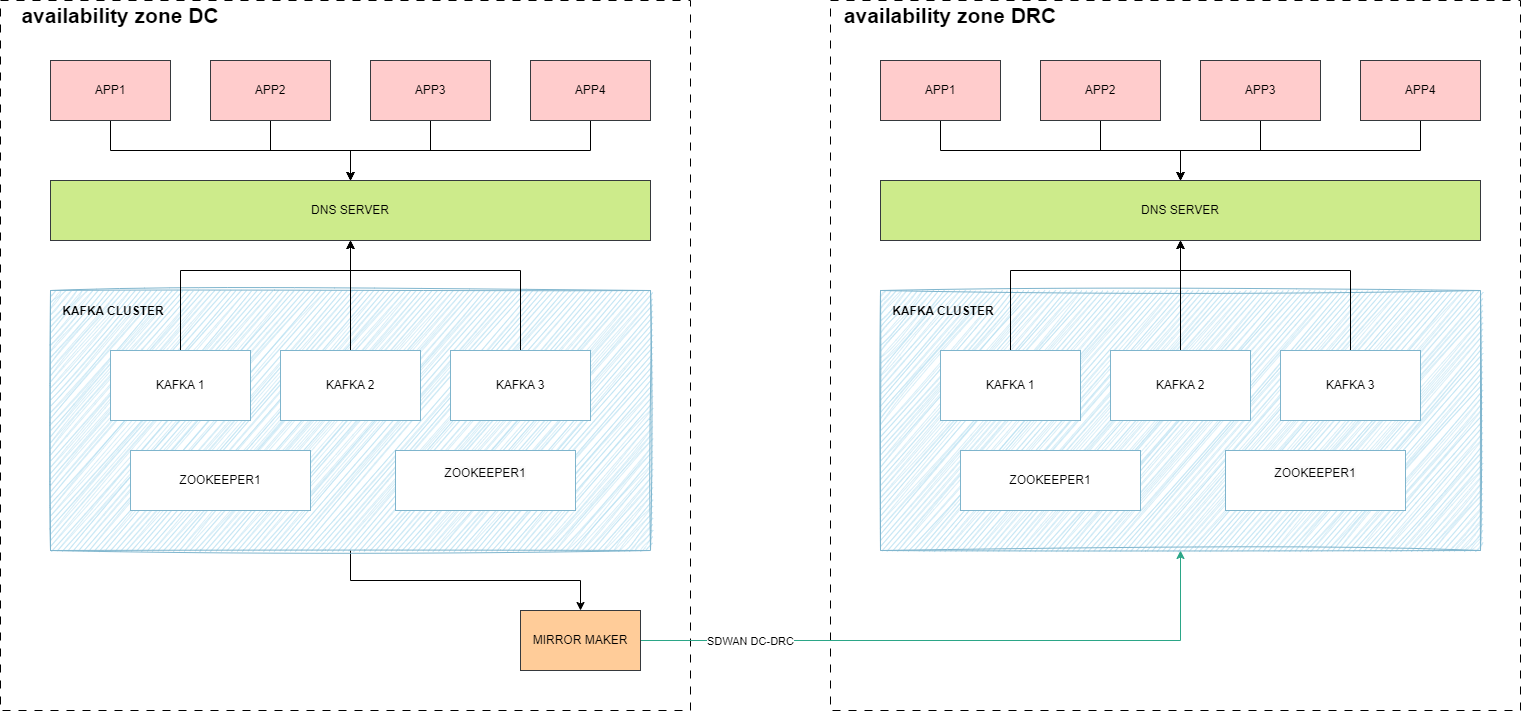 availability zone DC
availability zone DRC
APP1
APP2
APP3
APP4
APP1
APP2
APP3
APP4
DNS SERVER
DNS SERVER
KAFKA CLUSTER
KAFKA CLUSTER
KAFKA 1
KAFKA 2
KAFKA 3
KAFKA 1
KAFKA 2
KAFKA 3
ZOOKEEPER1
ZOOKEEPER1
ZOOKEEPER1
ZOOKEEPER1
MIRROR MAKER
SDWAN DC-DRC